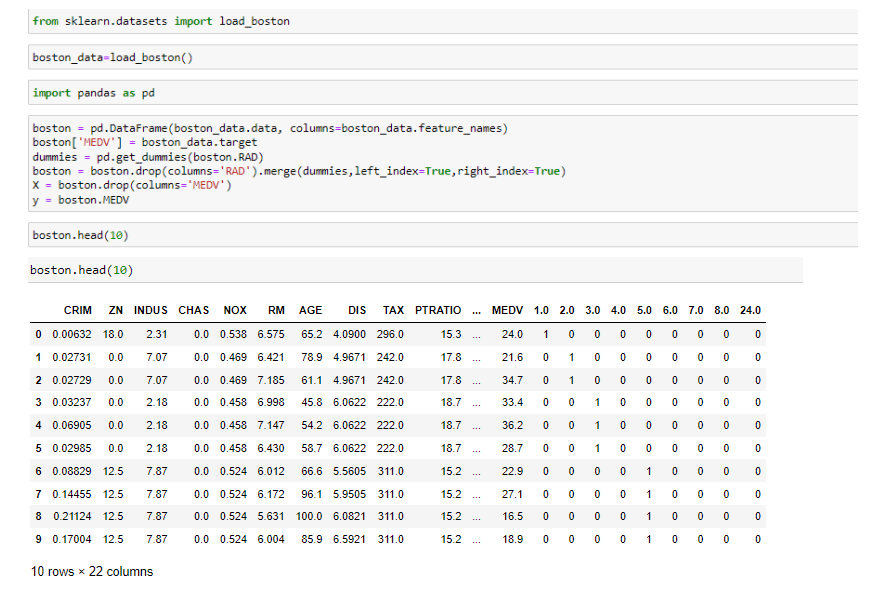 from sklearn.datasets import load_boston
boston_data=load_boston()
import pandas as pd
boston = pd.DataFrame(boston_data.data, columns=boston_data.feature_names)
boston['MEDV'] = boston_data.target
dummies = pd.get_dummies(boston.RAD)
boston = boston.drop(columns='RAD').merge(dummies,left_index=True,right_index=True)
X = boston.drop(columns='MEDV')
y = boston.MEDV
boston.head(10)
boston.head(10)
CRIM ZN INDUS CHAS NOX RM AGE DIS TAX PTRATIO ... MEDV 1.0 2.0 3.0 4.0 5.0 6.0 7.0 8.0 24.0
0 0.00632 18.0 2.31 0.0 0.538 6.575 65.2 4.0900 296.0 15.3 ... 24.0 1 0 0 0 0 0 0 0 0
1 0.02731 0.0 7.07 0.0 0.469 6.421 78.9 4.9671 242.0 17.8 ... 21.6 0 1 0 0 0 0 0 0 0
2 0.02729 0.0 7.07 0.0 0.469 7.185 61.1 4.9671 242.0 17.8 ... 34.7 0 1 0 0 0 0 0 0 0
3 0.03237 0.0 2.18 0.0 0.458 6.998 45.8 6.0622 222.0 18.7 ... 33.4 0 0 1 0 0 0 0 0 0
4 0.06905 0.0 2.18 0.0 0.458 7.147 54.2 6.0622 222.0 18.7 ... 36.2 0 0 1 0 0 0 0 0 0
5 0.02985 0.0 2.18 0.0 0.458 6.430 58.7 6.0622 222.0 18.7 ... 28.7 0 0 1 0 0 0 0 0 0
6 0.08829 12.5 7.87 0.0 0.524 6.012 66.6 5.5605 311.0 15.2 ... 22.9 0 0 0 0 1 0 0 0 0
7 0.14455 12.5 7.87 0.0 0.524 6.172 96.1 5.9505 311.0 15.2 ... 27.1 0 0 0 0 1 0 0 0 0
8 0.21124 12.5 7.87 0.0 0.524 5.631 100.0 6.0821 311.0 15.2 ... 16.5 0 0 0 0 1 0 0 0 0
9 0.17004 12.5 7.87 0.0 0.524 6.004 85.9 6.5921 311.0 15.2 ... 18.9 0 0 0 0 1 0 0 0 0
10 rows × 22 columns